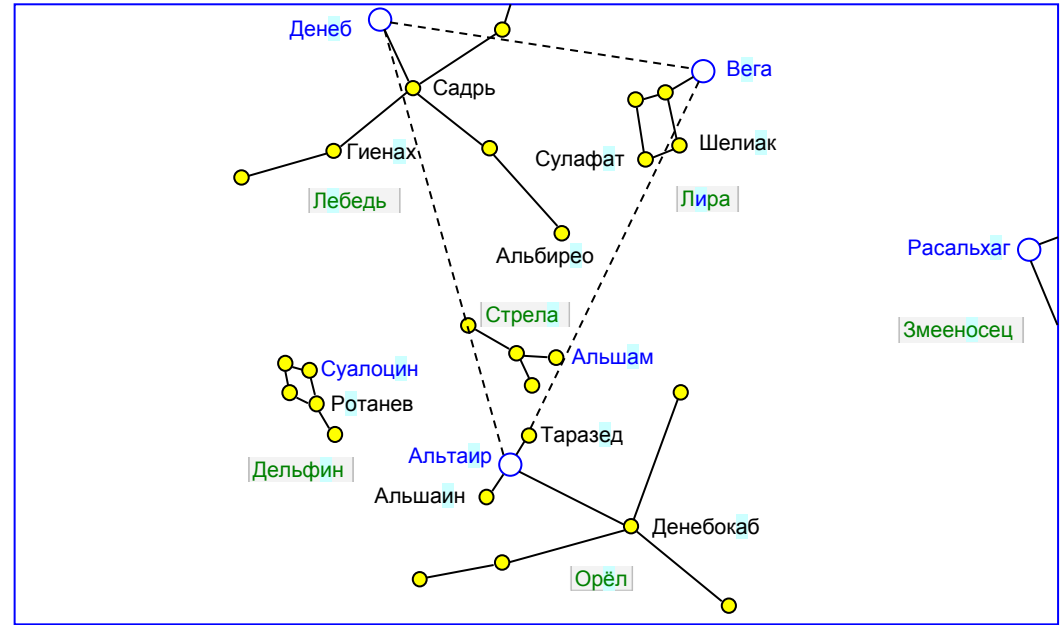 Денеб
Вега
Садрь
Шелиак
Гиенах
Сулафат
Лебедь
Лира
Расальхаг
Альбирео
Стрела
Змееносец
Альшам
Суалоцин
Ротанев
Таразед
Альтаир
Дельфин
Альшаин
Денебокаб
Орёл